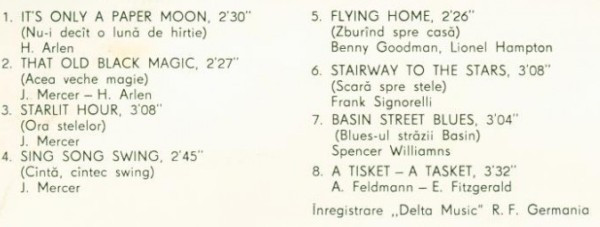 1. IT'S ONLY A PAPER MOON, 2'30"
(Nu-i decît o lună de hîrtie)
H. Arlen
2. THAT OLD BLACK MAGIC, 2'27"
(Acea veche magie)
J. Mercer – H. Arlen
3. STARLIT HOUR, 3'08"
(Ora stelelor)
J. Mercer
4. SING SONG SWING, 2'45"
(Cîntă, cîntec swing)
J. Mercer
5. FLYING HOME, 2'26"
(Zburînd spre casă)
Benny Goodman, Lionel Hampton
6. STAIRWAY TO THE STARS, 3'08"
(Scară spre stele)
Frank Signorelli
7. BASIN STREET BLUES, 3'04"
(Blues-ul străzii Basin)
Spencer Williamns
8. A TISKET – A TASKET, 3'32"
A. Feldmann – E. Fitzgerald
Înregistrare „Delta Music" R. F. Germania